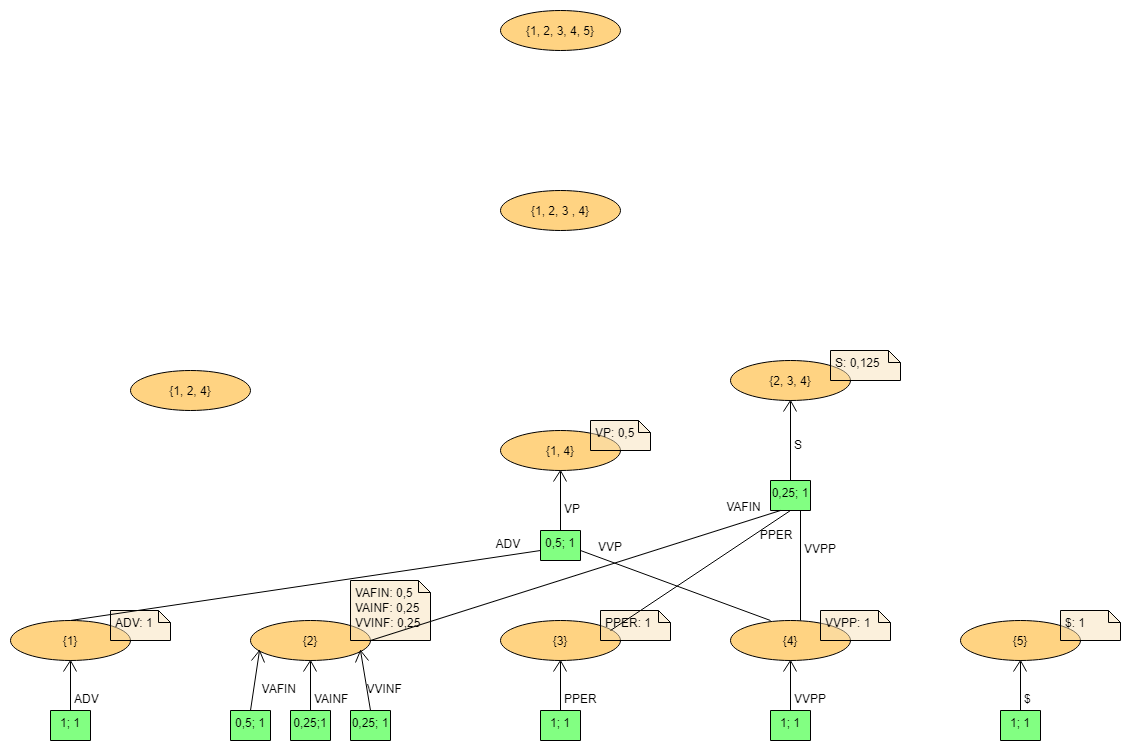 {1, 2, 3, 4, 5}
{1, 2, 3 , 4}
S: 0,125
{1, 2, 4}
{2, 3, 4}
VP: 0,5
{1, 4}
S
0,25; 1
VP
VAFIN
PPER
ADV
0,5; 1
VVP
VVPP
VAFIN: 0,5
VAINF: 0,25
VVINF: 0,25
ADV: 1
PPER: 1
VVPP: 1
$: 1
{1}
{2}
{3}
{4}
{5}
ADV
VAFIN
VAINF
VVINF
PPER
VVPP
$
1; 1
0,5; 1
0,25;1
0,25; 1
1; 1
1; 1
1; 1